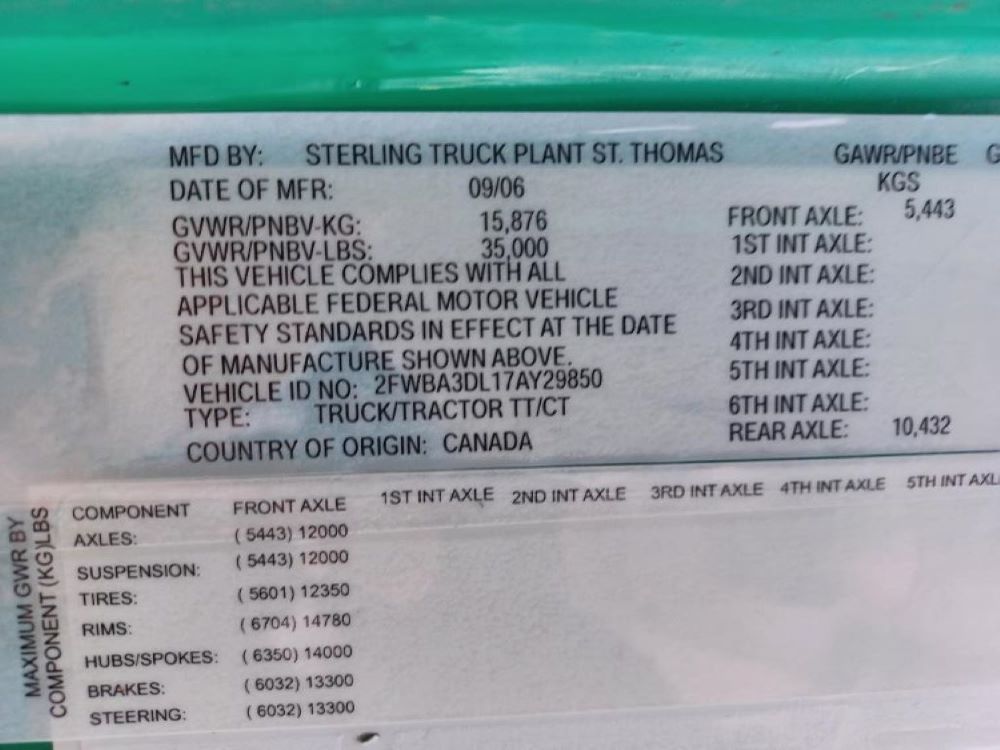 MFD BY: STERLING TRUCK PLANT ST. THOMAS GAWR/PNBE
DATE OF MFR: 09/06 KGS
GVWR/PNBV-KG: 15,876 FRONT AXLE: 5,443
GVWR/PNBV-LBS: 35,000 1ST INT AXLE:
THIS VEHICLE COMPLIES WITH ALL 2ND INT AXLE:
APPLICABLE FEDERAL MOTOR VEHICLE 3RD INT AXLE:
SAFETY STANDARDS IN EFFECT AT THE DATE 4TH INT AXLE:
OF MANUFACTURE SHOWN ABOVE. 5TH INT AXLE:
VEHICLE ID NO: 2FWBA3DL17AY29850
TYPE: TRUCK/TRACTOR TT/CT 6TH INT AXLE:
COUNTRY OF ORIGIN: CANADA REAR AXLE: 10,432
MAXIMUM GWR BY
COMPONENT (KG)LBS
COMPONENT FRONT AXLE 1ST INT AXLE 2ND INT AXLE 3RD INT AXLE 4TH INT AXLE 5TH INT AXL
AXLES: ( 5443) 12000
SUSPENSION: ( 5443) 12000
TIRES: ( 5601) 12350
RIMS: ( 6704) 14780
HUBS/SPOKES: ( 6350) 14000
BRAKES: ( 6032) 13300
STEERING: ( 6032) 13300